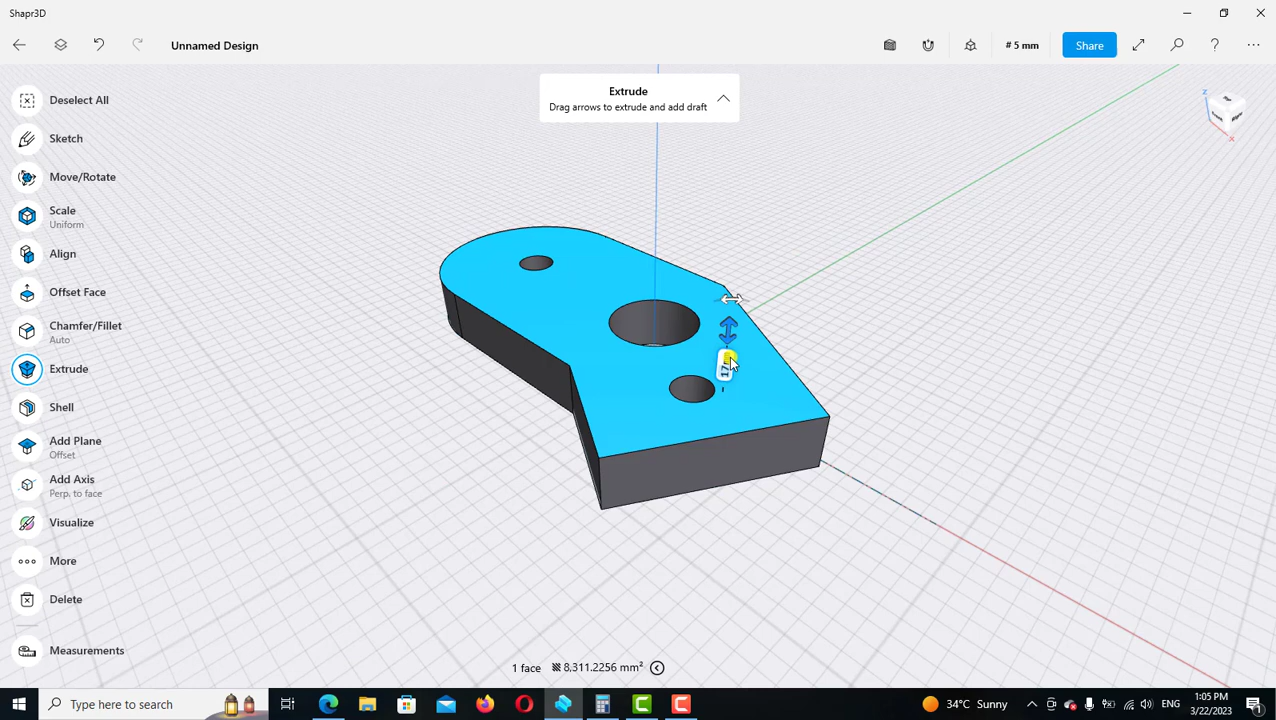 Shapr3D
Unnamed Design
# 5 mm
Share
Extrude
Drag arrows to extrude and add draft
Deselect All
Sketch
Move/Rotate
Scale
Uniform
Align
Offset Face
Chamfer/Fillet
Auto
Extrude
Shell
Add Plane
Offset
Add Axis
Perp. to face
Visualize
More
Delete
Measurements
1 face
8,311.2256 mm²
Type here to search
34°C Sunny
ENG
1:05 PM
3/22/2023